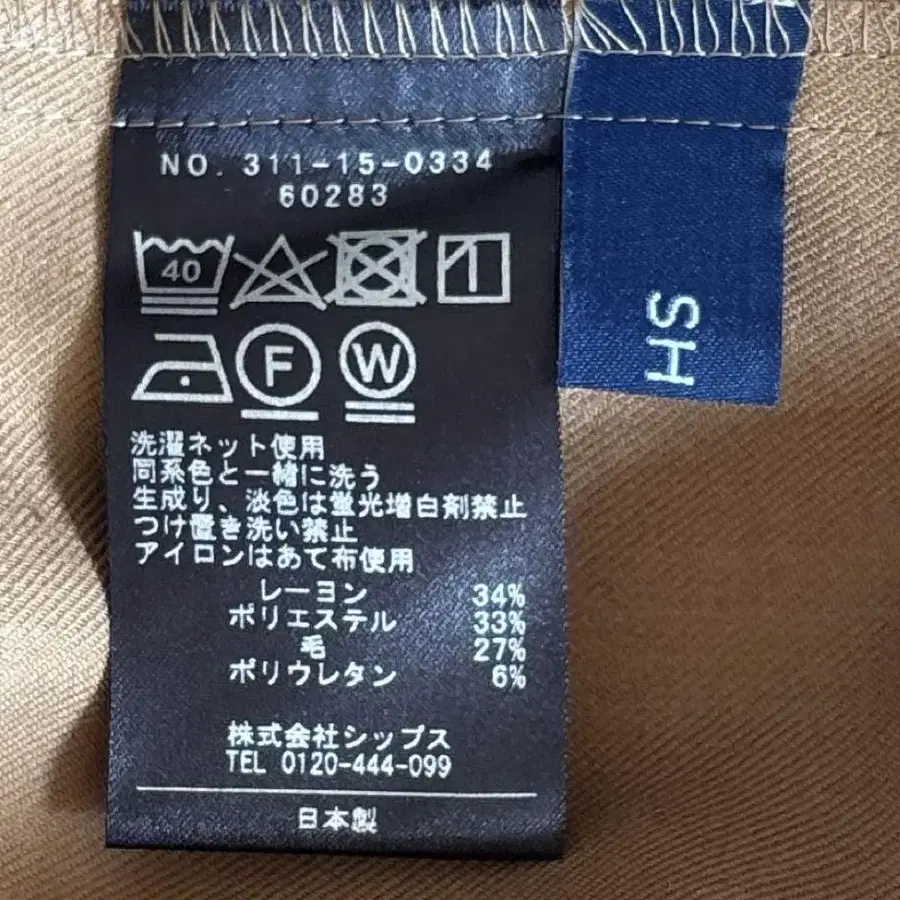 NO. 311-15-0334
60283
40
F
W
洗濯ネット使用
同系色と一緒に洗う
生成り、淡色は蛍光増白剤禁止
つけ置き洗い禁止
アイロンはあて布使用
レーヨン 34%
ポリエステル 33%
毛 27%
ポリウレタン 6%
株式会社シップス
TEL 0120-444-099
日本製
SH